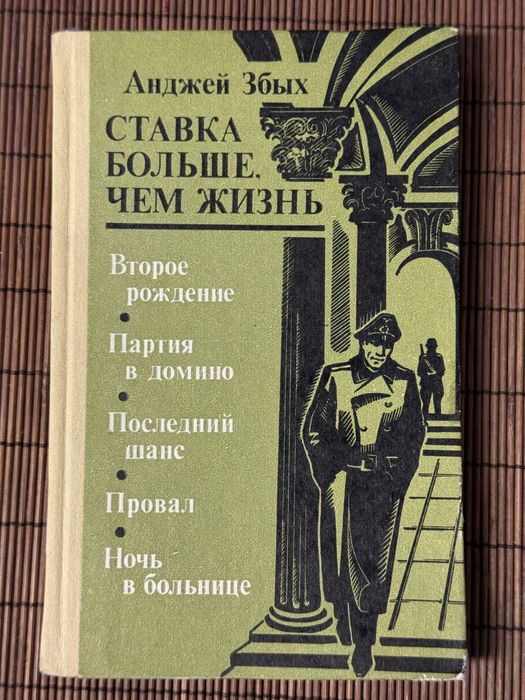 Анджей Збых
СТАВКА
БОЛЬШЕ,
ЧЕМ ЖИЗНЬ
Второе
рождение
•
Партия
в домино
•
Последний
шанс
•
Провал
•
Ночь
в больнице